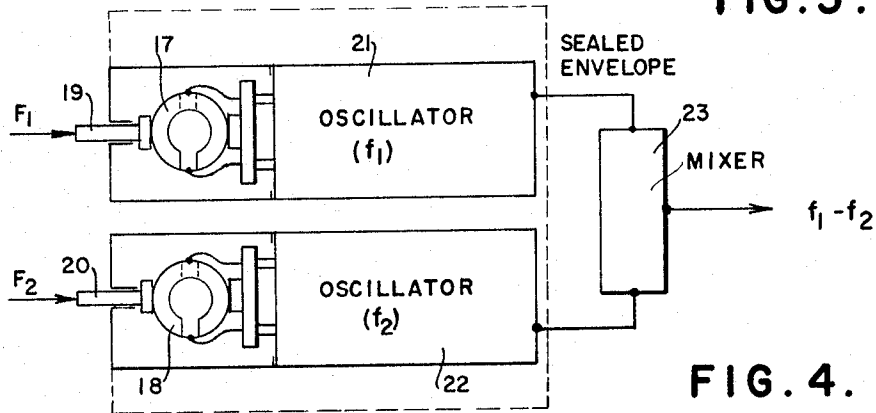 FIG. 3.
17
21
SEALED
ENVELOPE
19
F1
OSCILLATOR
(f1)
23
MIXER
f1 - f2
20
F2
OSCILLATOR
(f2)
18
22
FIG. 4.